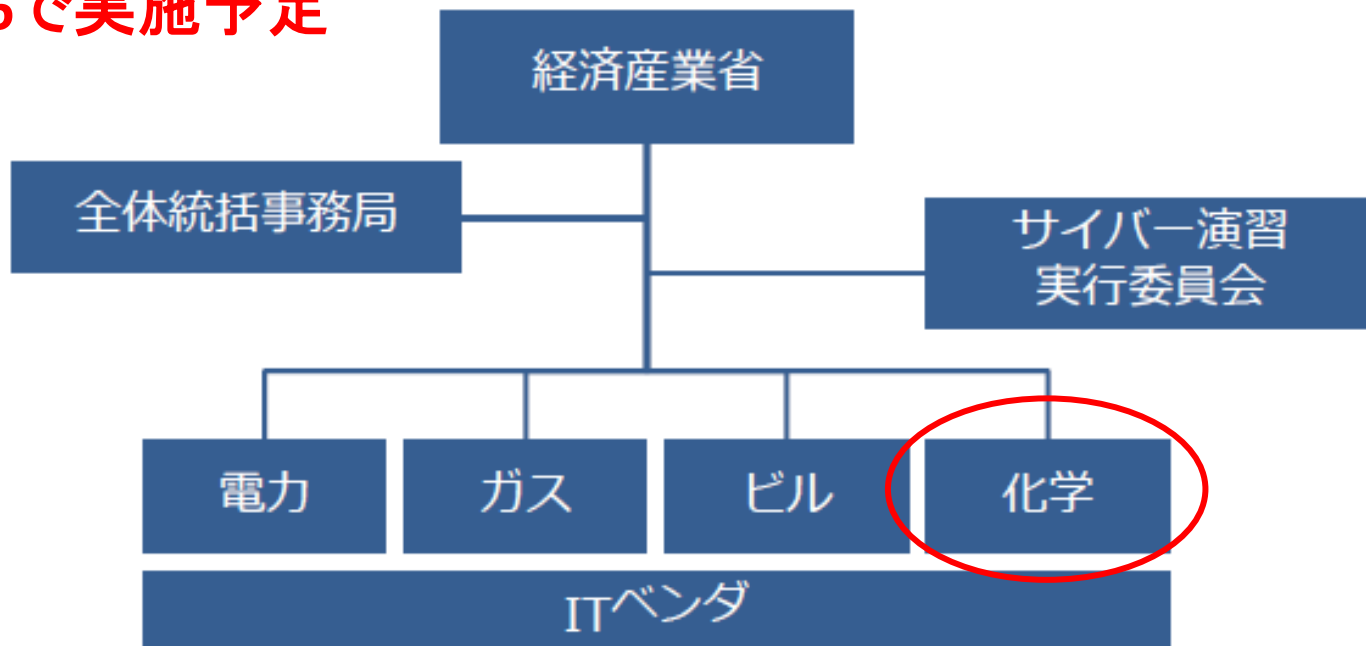 で実施予定
経済産業省
全体統括事務局
サイバー演習
実行委員会
電力
ガス
ビル
化学
ITベンダ